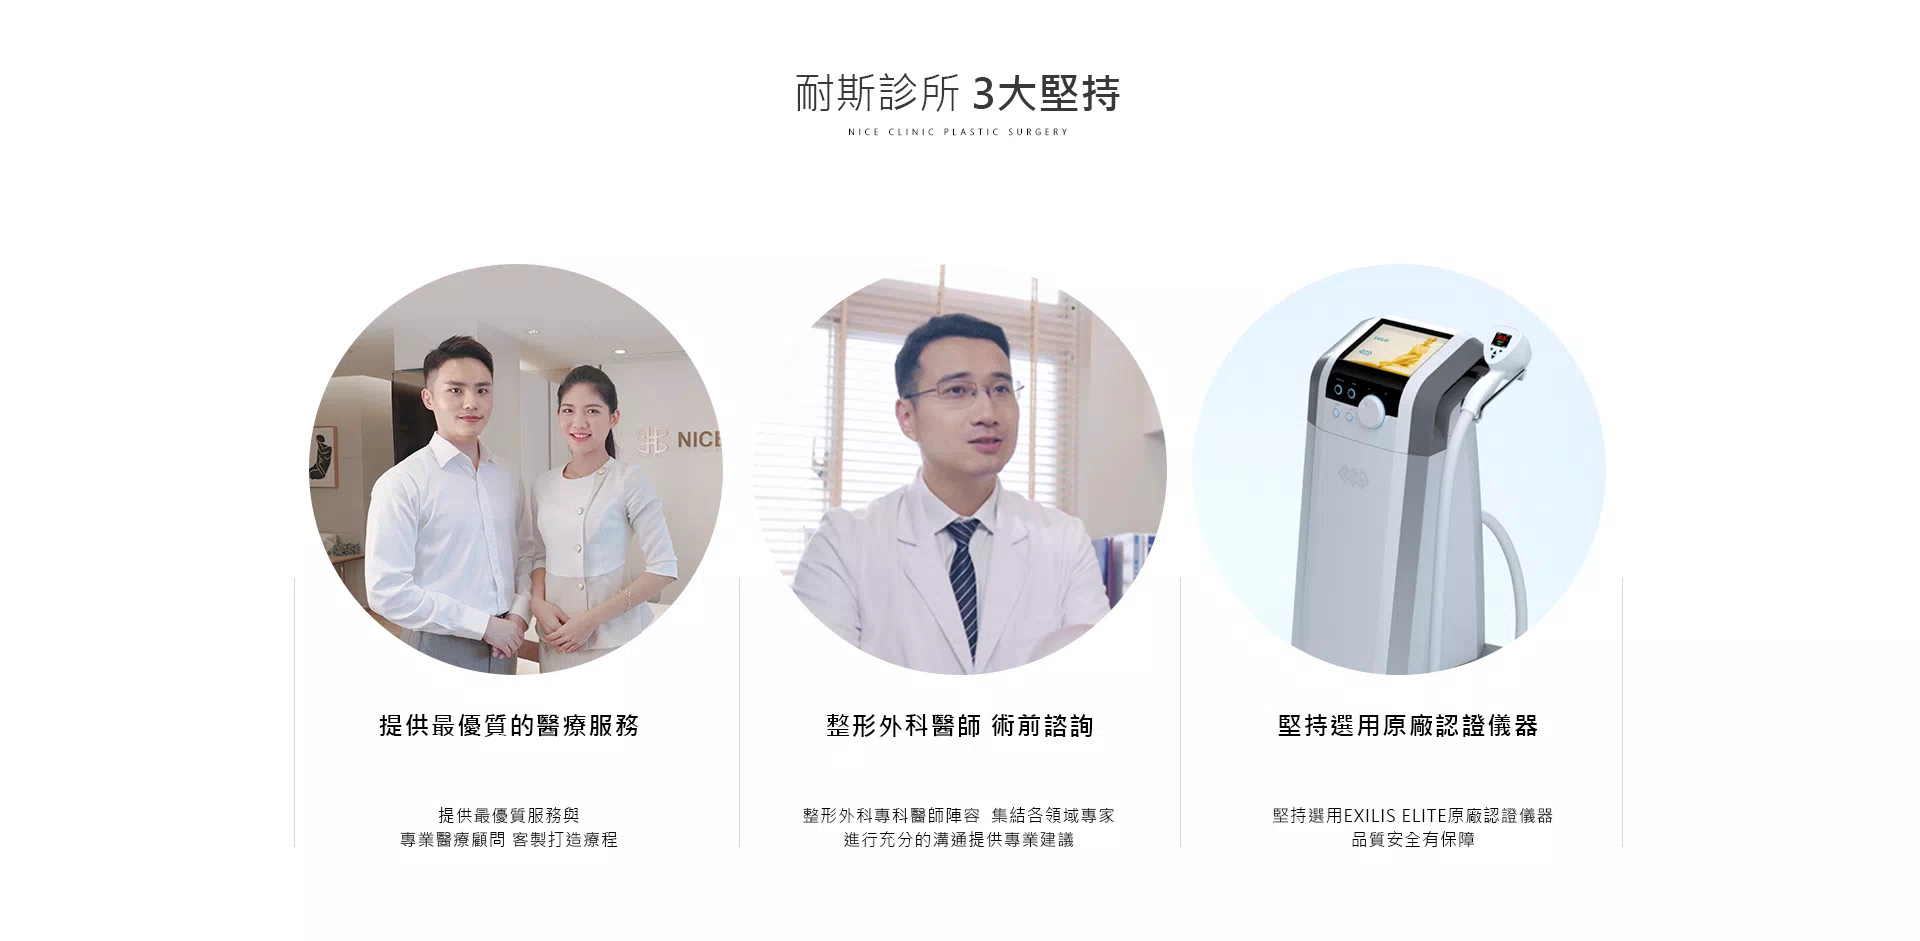 耐斯診所 3大堅持
NICE CLINIC PLASTIC SURGERY
NICE
提供最優質的醫療服務
提供最優質服務與
專業醫療顧問 客製打造療程
整形外科醫師 術前諮詢
整形外科專科醫師陣容 集結各領域專家
進行充分的溝通提供專業建議
堅持選用原廠認證儀器
堅持選用EXILIS ELITE原廠認證儀器
品質安全有保障